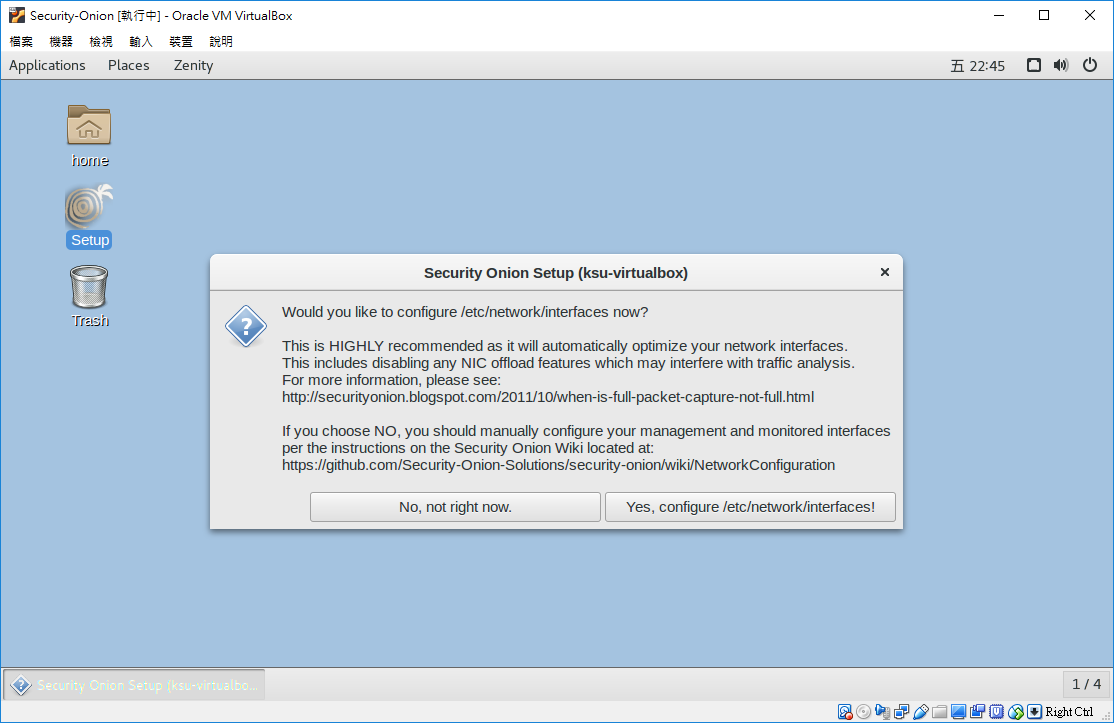 Security-Onion [執行中] - Oracle VM VirtualBox
檔案 機器 檢視 輸入 裝置 說明
Applications Places Zenity 五 22:45
home
Setup
Trash
Security Onion Setup (ksu-virtualbox)
Would you like to configure /etc/network/interfaces now?
This is HIGHLY recommended as it will automatically optimize your network interfaces.
This includes disabling any NIC offload features which may interfere with traffic analysis.
For more information, please see:
http://securityonion.blogspot.com/2011/10/when-is-full-packet-capture-not-full.html
If you choose NO, you should manually configure your management and monitored interfaces
per the instructions on the Security Onion Wiki located at:
https://github.com/Security-Onion-Solutions/security-onion/wiki/NetworkConfiguration
No, not right now. Yes, configure /etc/network/interfaces!
Security Onion Setup (ksu-virtualbo... 1 / 4
Right Ctrl